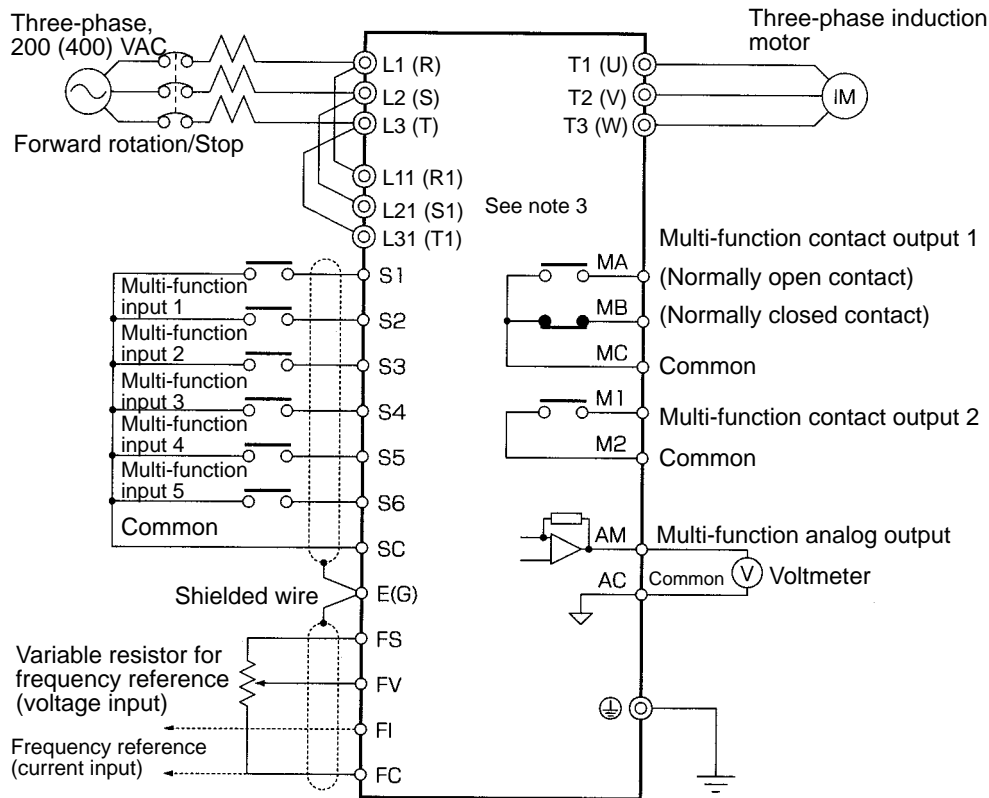 Three-phase,
200 (400) VAC
Three-phase induction
motor
L1 (R)
T1 (U)
L2 (S)
T2 (V)
IM
L3 (T)
T3 (W)
Forward rotation/Stop
L11 (R1)
L21 (S1)
See note 3
L31 (T1)
Multi-function contact output 1
S1
MA
(Normally open contact)
Multi-function
input 1
S2
MB
(Normally closed contact)
Multi-function
input 2
S3
MC
Common
Multi-function
input 3
S4
M1
Multi-function contact output 2
Multi-function
input 4
S5
M2
Common
Multi-function
input 5
S6
Common
SC
AM
Multi-function analog output
AC
Common
V
Voltmeter
Shielded wire
E(G)
FS
Variable resistor for
frequency reference
(voltage input)
FV
FI
Frequency reference
(current input)
FC